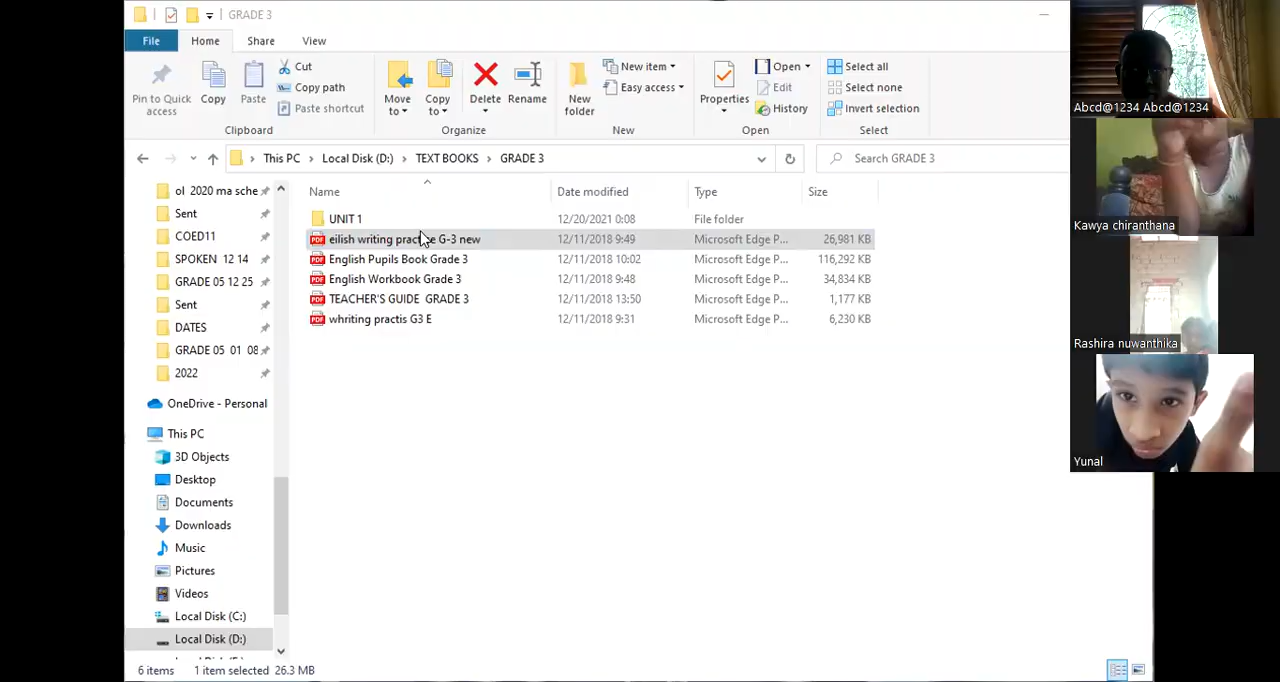 GRADE 3
File Home Share View
Pin to Quick access
Copy
Paste
Cut
Copy path
Paste shortcut
Clipboard
Move to
Copy to
Delete
Rename
Organize
New folder
New item
Easy access
New
Properties
Open
Edit
History
Open
Select all
Select none
Invert selection
Select
This PC > Local Disk (D:) > TEXT BOOKS > GRADE 3
Search GRADE 3
ol 2020 ma sche
Sent
COED11
SPOKEN 12 14
GRADE 05 12 25
Sent
DATES
GRADE 05 01 08
2022
OneDrive - Personal
This PC
3D Objects
Desktop
Documents
Downloads
Music
Pictures
Videos
Local Disk (C:)
Local Disk (D:)
Name Date modified Type Size
UNIT 1 12/20/2021 0:08 File folder
eilish writing practise G-3 new 12/11/2018 9:49 Microsoft Edge P... 26,981 KB
English Pupils Book Grade 3 12/11/2018 10:02 Microsoft Edge P... 116,292 KB
English Workbook Grade 3 12/11/2018 9:48 Microsoft Edge P... 34,834 KB
TEACHER'S GUIDE GRADE 3 12/11/2018 13:50 Microsoft Edge P... 1,177 KB
whriting practis G3 E 12/11/2018 9:31 Microsoft Edge P... 6,230 KB
6 items 1 item selected 26.3 MB
Abcd@1234 Abcd@1234
Kawya chiranthana
Rashira nuwanthika
Yunal